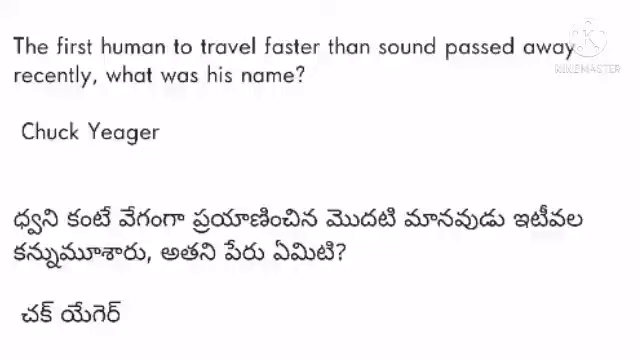 The first human to travel faster than sound passed away
recently, what was his name?
KINEMASTER
Chuck Yeager
ధ్వని కంటే వేగంగా ప్రయాణించిన మొదటి మానవుడు ఇటీవల
కన్నుమూశారు, అతని పేరు ఏమిటి?
చక్ యేగెర్